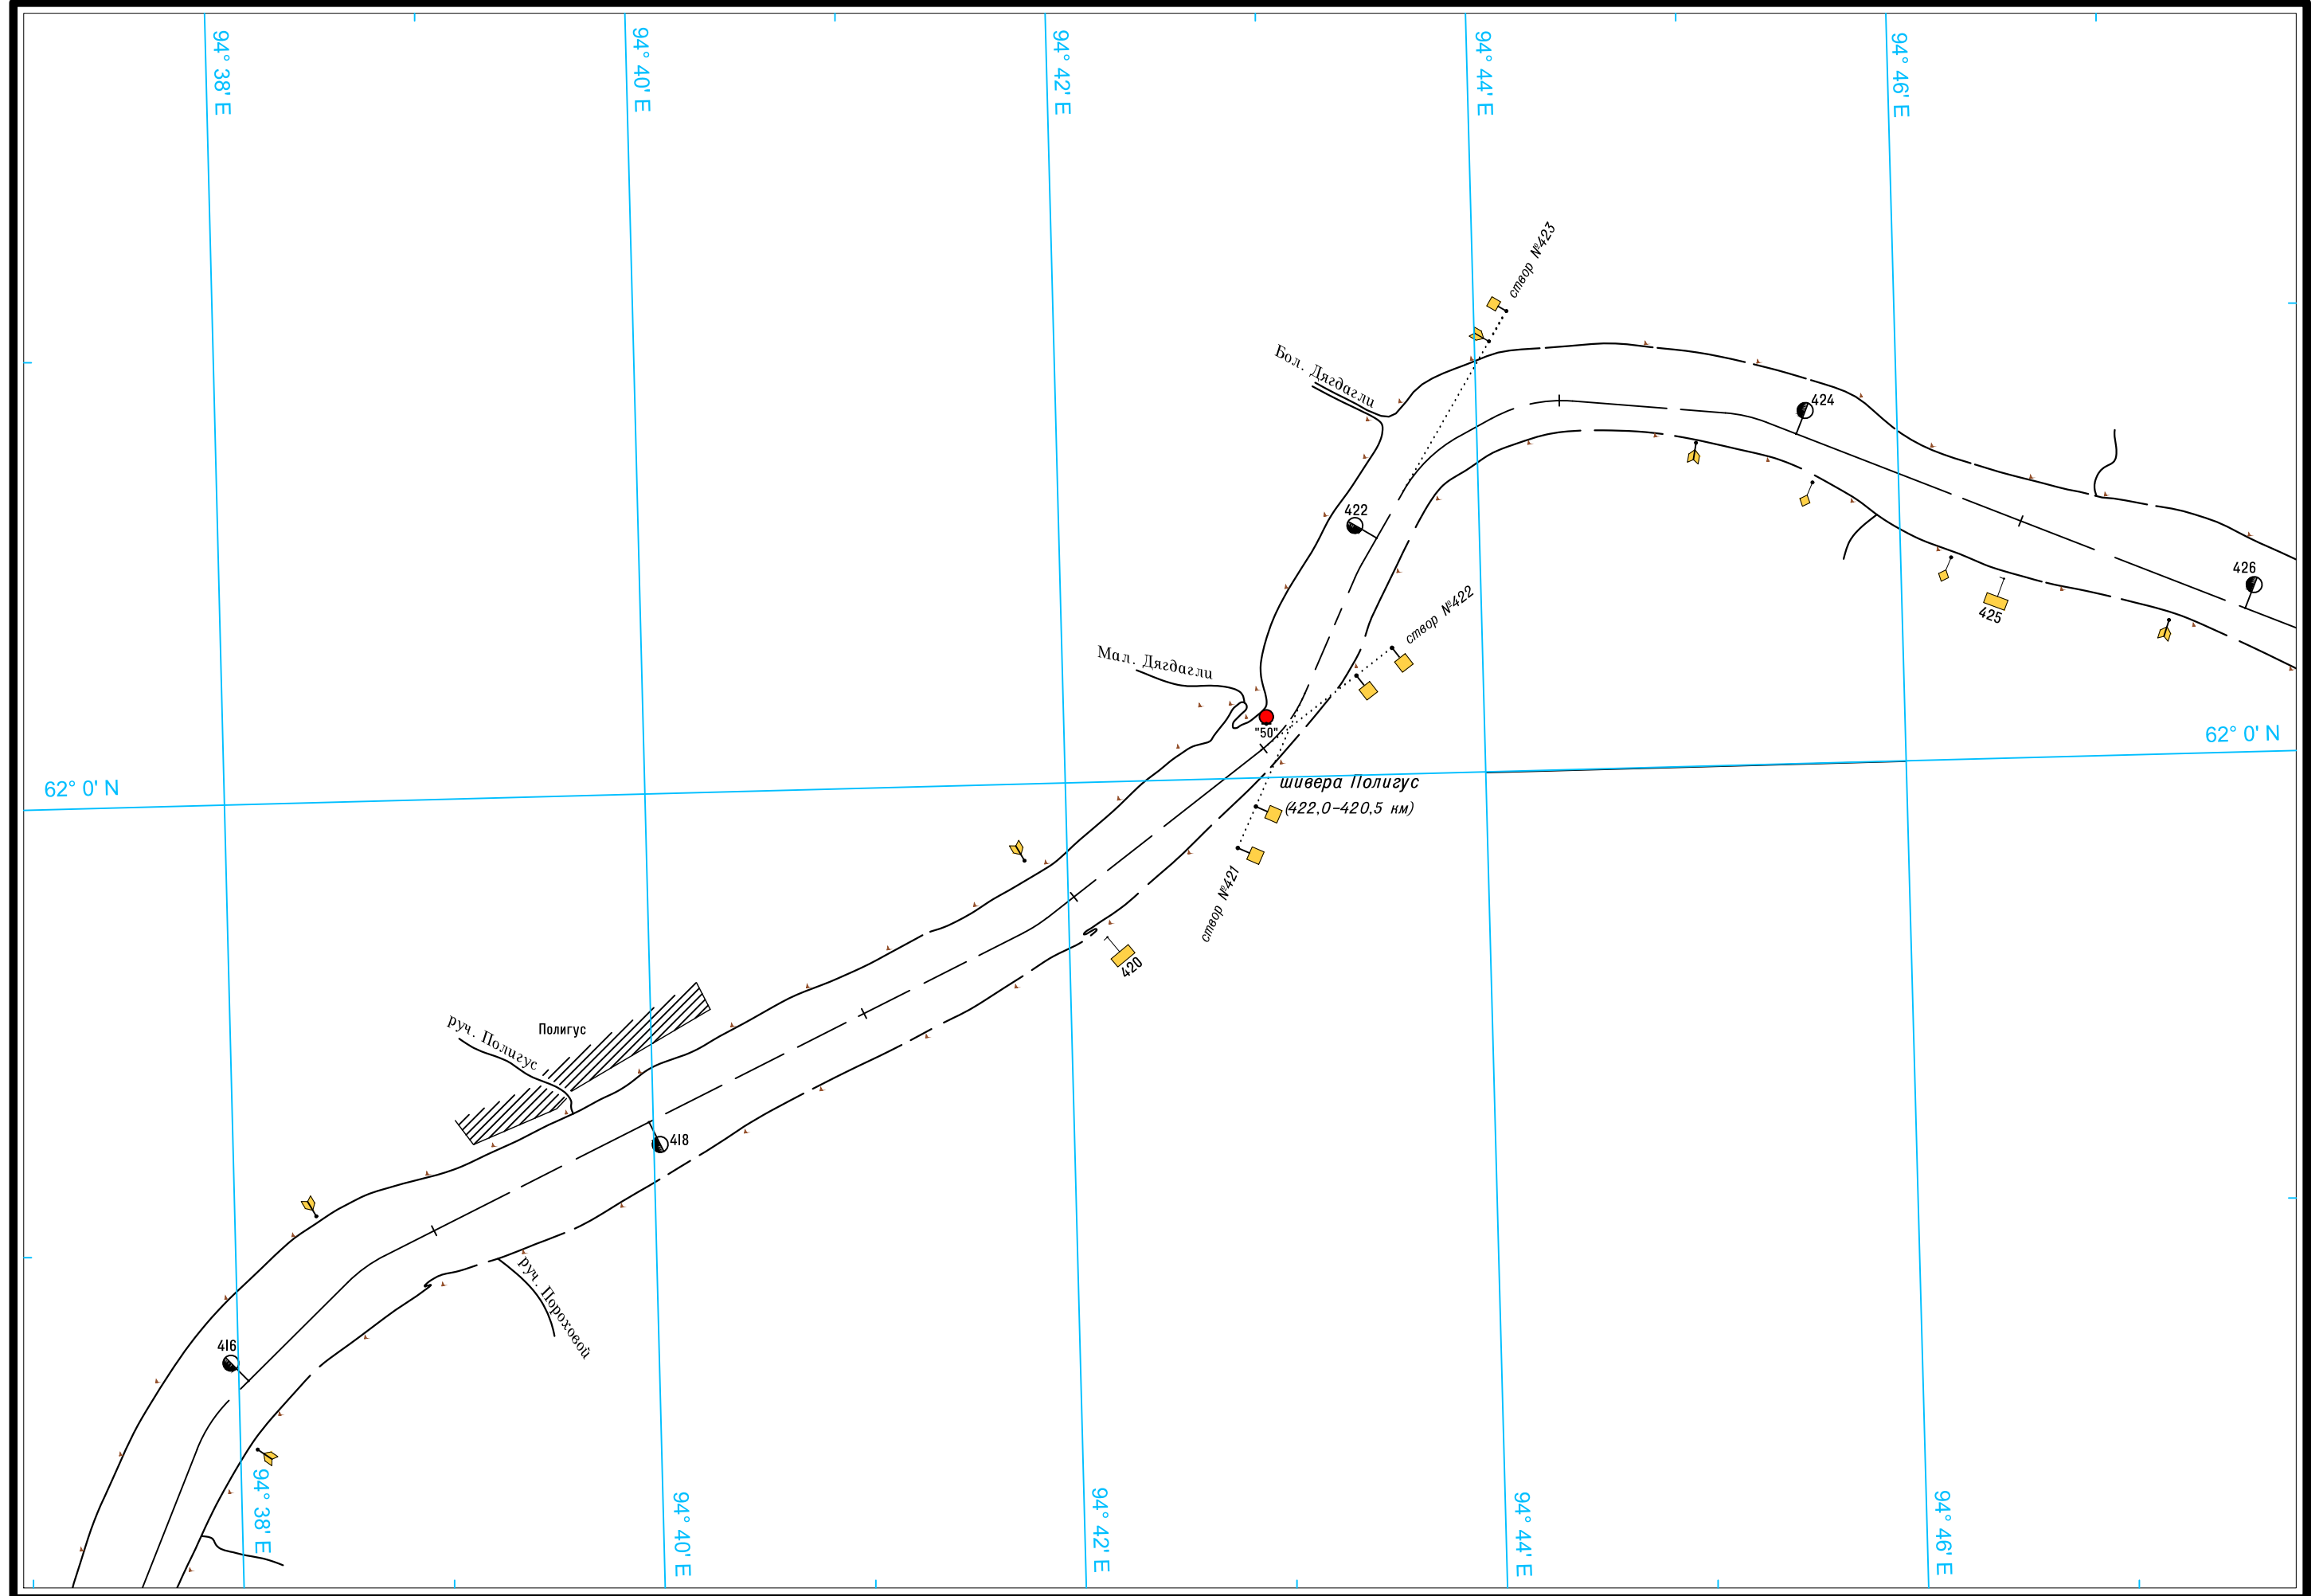 94° 38' E
94° 40' E
94° 42' E
94° 44' E
94° 46' E
створ №423
Бол. Дягдагли
424
422
426
створ №422
425
Мал. Дягдагли
"50"
62° 0' N
62° 0' N
шивера Полигус
(422,0-420,5 км)
створ №421
420
руч. Полигус
Полигус
418
руч. Пороховой
416
94° 38' E
94° 40' E
94° 42' E
94° 44' E
94° 46' E